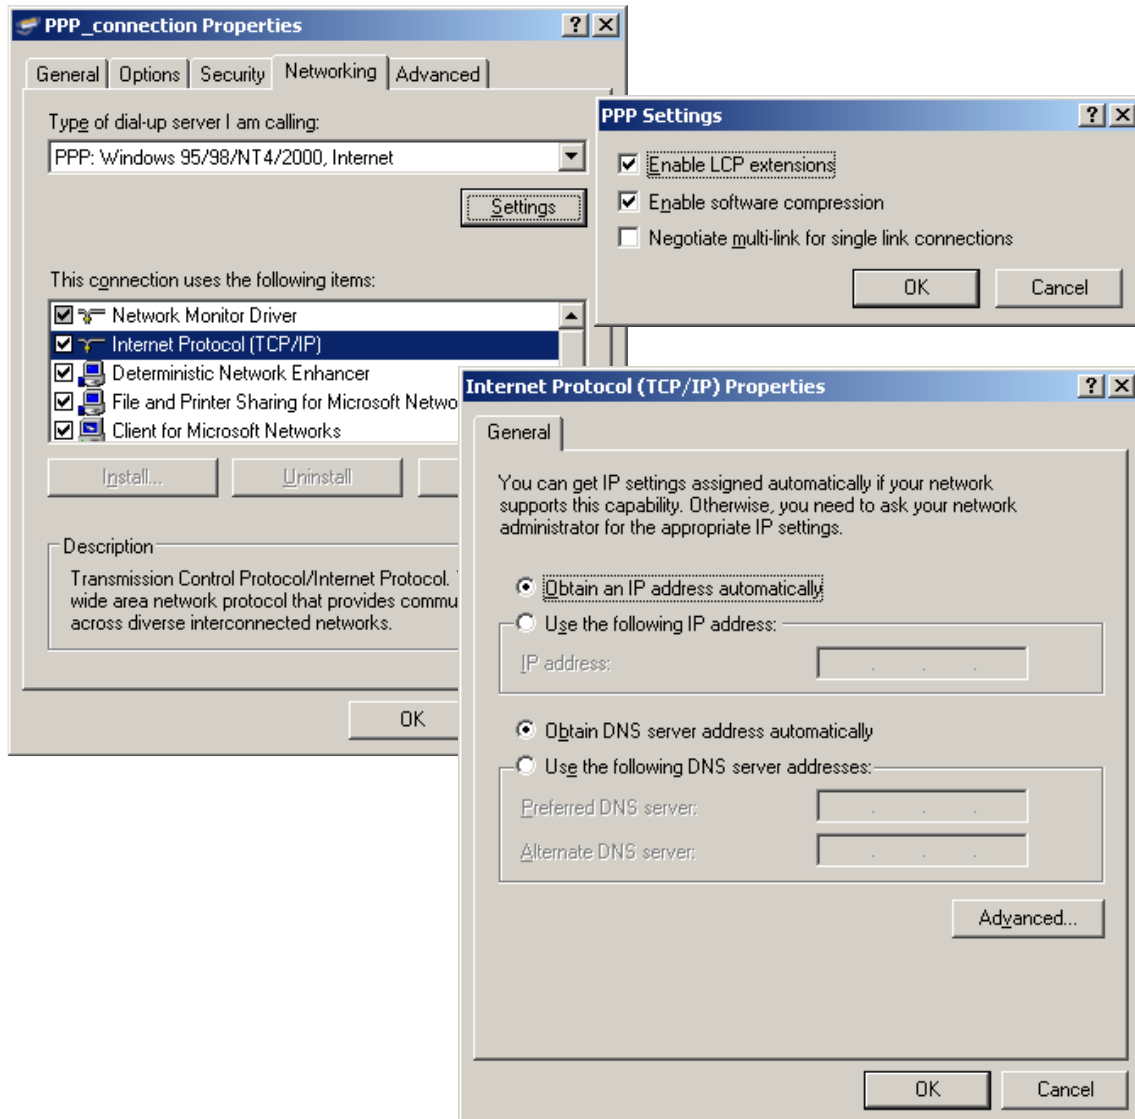 PPP_connection Properties
General Options Security Networking Advanced
Type of dial-up server I am calling:
PPP: Windows 95/98/NT4/2000, Internet
Settings
This connection uses the following items:
Network Monitor Driver
Internet Protocol (TCP/IP)
Deterministic Network Enhancer
File and Printer Sharing for Microsoft Netwo
Client for Microsoft Networks
Install... Uninstall
Description
Transmission Control Protocol/Internet Protocol.
wide area network protocol that provides commu
across diverse interconnected networks.
OK
PPP Settings
Enable LCP extensions
Enable software compression
Negotiate multi-link for single link connections
OK Cancel
Internet Protocol (TCP/IP) Properties
General
You can get IP settings assigned automatically if your network
supports this capability. Otherwise, you need to ask your network
administrator for the appropriate IP settings.
Obtain an IP address automatically
Use the following IP address:
IP address:
Obtain DNS server address automatically
Use the following DNS server addresses:
Preferred DNS server:
Alternate DNS server:
Advanced...
OK Cancel